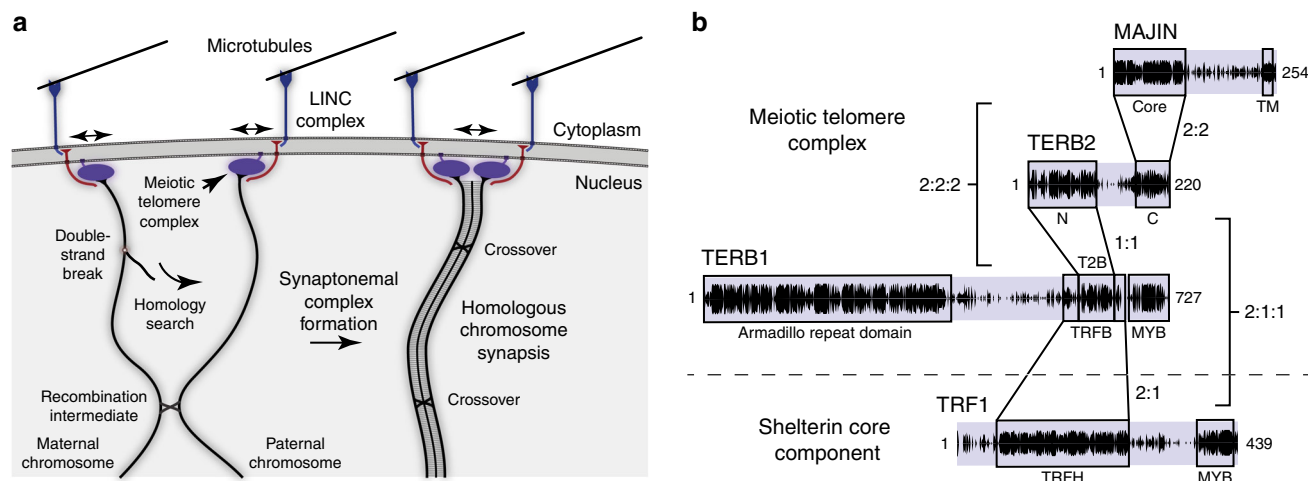 a
Microtubules
LINC
complex
Cytoplasm
Nucleus
Meiotic
telomere
complex
Double-
strand
break
Homology
search
Synaptonemal
complex
formation
Crossover
Homologous
chromosome
synapsis
Crossover
Recombination
intermediate
Maternal
chromosome
Paternal
chromosome
b
MAJIN
1
254
Core
TM
Meiotic telomere
complex
2:2
TERB2
1
220
2:2:2
N
C
1:1
TERB1
T2B
1
727
2:1:1
Armadillo repeat domain
TRFB
MYB
2:1
TRF1
Shelterin core
component
1
439
TRFH
MYB